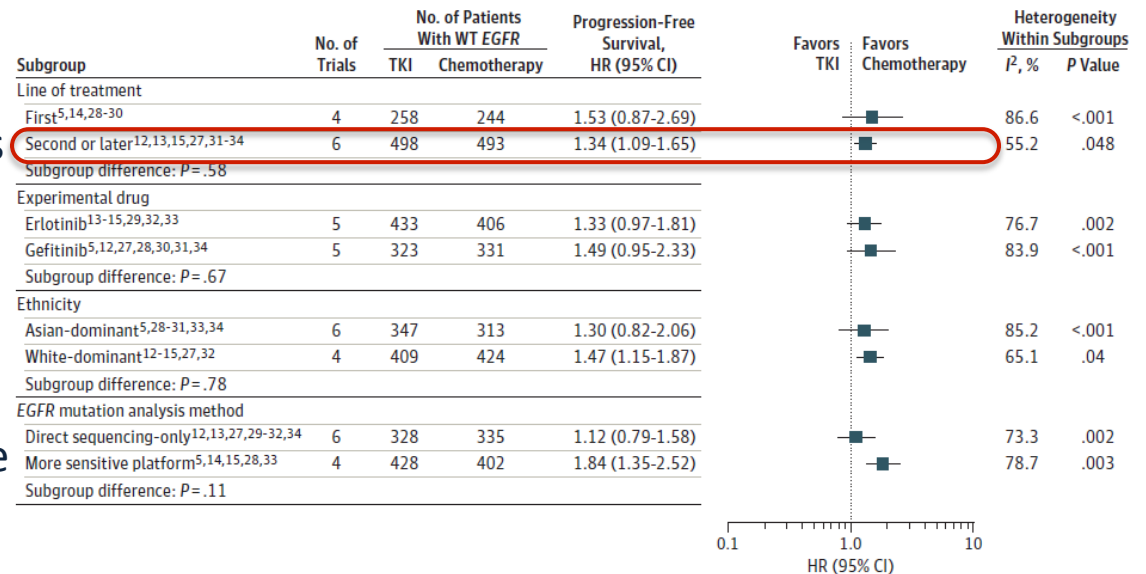 No. of Patients With WT EGFR
Progression-Free Survival, HR (95% CI)
Favors TKI
Favors Chemotherapy
Heterogeneity Within Subgroups
Subgroup No. of Trials TKI Chemotherapy I², % P Value
Line of treatment
First5,14,28-30 4 258 244 1.53 (0.87-2.69) 86.6 <.001
s Second or later12,13,15,27,31-34 6 498 493 1.34 (1.09-1.65) 55.2 .048
Subgroup difference: P = .58
Experimental drug
Erlotinib13-15,29,32,33 5 433 406 1.33 (0.97-1.81) 76.7 .002
Gefitinib5,12,27,28,30,31,34 5 323 331 1.49 (0.95-2.33) 83.9 <.001
Subgroup difference: P = .67
Ethnicity
Asian-dominant5,28-31,33,34 6 347 313 1.30 (0.82-2.06) 85.2 <.001
White-dominant12-15,27,32 4 409 424 1.47 (1.15-1.87) 65.1 .04
Subgroup difference: P = .78
EGFR mutation analysis method
Direct sequencing-only12,13,27,29-32,34 6 328 335 1.12 (0.79-1.58) 73.3 .002
e More sensitive platform5,14,15,28,33 4 428 402 1.84 (1.35-2.52) 78.7 .003
Subgroup difference: P = .11
0.1 1.0 10
HR (95% CI)